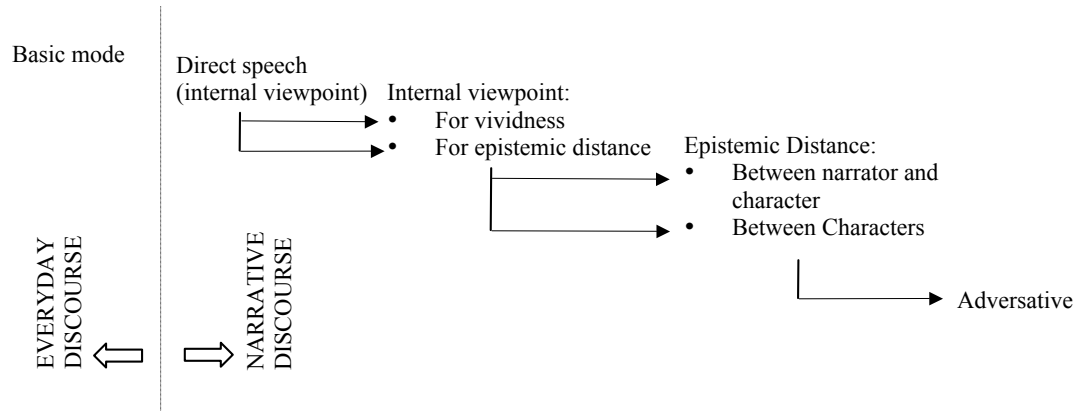 Basic mode
Direct speech
(internal viewpoint)
Internal viewpoint:
• For vividness
• For epistemic distance
Epistemic Distance:
• Between narrator and
character
• Between Characters
Adversative
EVERYDAY
DISCOURSE
NARRATIVE
DISCOURSE